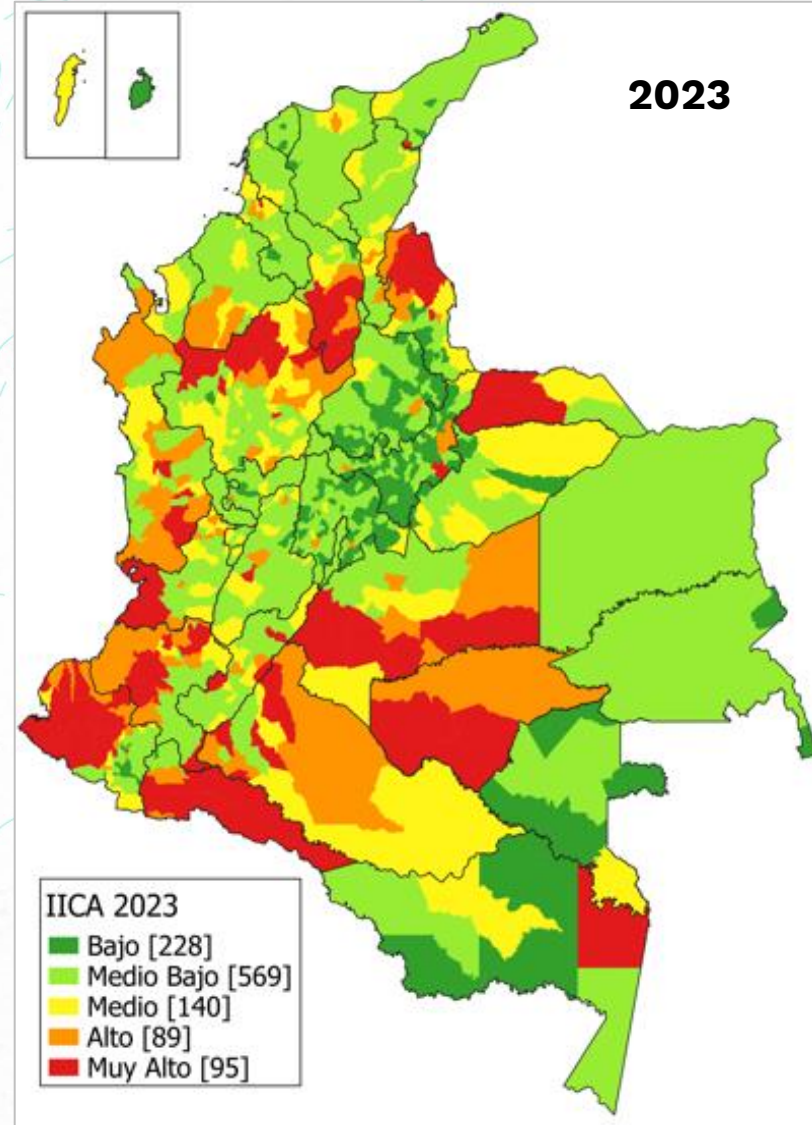 2023
IICA 2023
Bajo [228]
Medio Bajo [569]
Medio [140]
Alto [89]
Muy Alto [95]